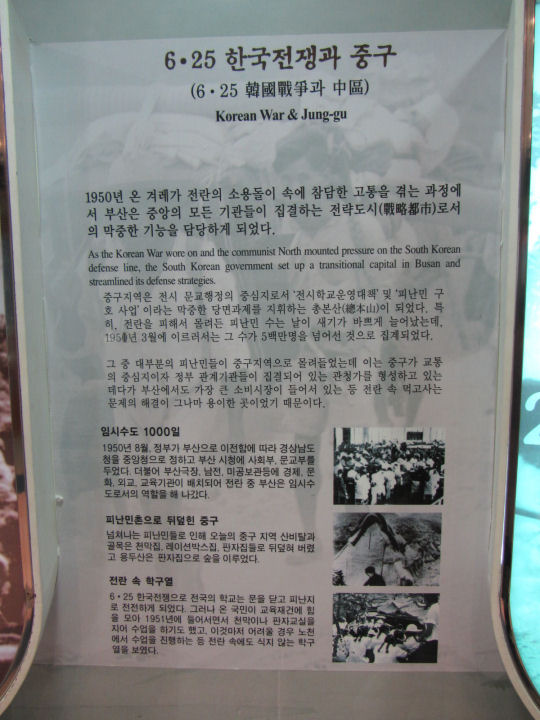 6·25 한국전쟁과 중구
(6·25 韓國戰爭과 中區)
Korean War & Jung-gu
1950년 온 겨레가 전란의 소용돌이 속에 참담한 고통을 겪는 과정에
서 부산은 중앙의 모든 기관들이 집결하는 전략도시(戰略都市)로서
의 막중한 기능을 담당하게 되었다.
As the Korean War wore on and the communist North mounted pressure on the South Korean
defense line, the South Korean government set up a transitional capital in Busan and
streamlined its defense strategies.
중구지역은 전시 문교행정의 중심지로서 '전시학교운영대책' 및 '피난민 구
호 사업' 이라는 막중한 당면과제를 지휘하는 총본산(總本山)이 되었다. 특
히, 전란을 피해서 몰려든 피난민 수는 날이 새기가 바쁘게 늘어났는데,
1951년 3월에 이르러서는 그 수가 5백만명을 넘어선 것으로 집계되었다.
그 중 대부분의 피난민들이 중구지역으로 몰려들었는데 이는 중구가 교통
의 중심지이자 정부 관계기관들이 집결되어 있는 관청가를 형성하고 있는
데다가 부산에서도 가장 큰 소비시장이 들어서 있는 등 전란 속 먹고사는
문제의 해결이 그나마 용이한 곳이었기 때문이다.
임시수도 1000일
1950년 8월, 정부가 부산으로 이전함에 따라 경상남도
청을 중앙청으로 정하고 부산 시청에 사회부, 문교부를
두었다. 더불어 부산극장, 남전, 미공보관등에 경제, 문
화, 외교, 교육기관이 배치되어 전란 중 부산은 임시수
도로서의 역할을 해 나갔다.
피난민촌으로 뒤덮힌 중구
넘쳐나는 피난민들로 인해 오늘의 중구 지역 산비탈과
골목은 천막집, 레이션박스집, 판자집들로 뒤덮혀 버렸
고 용두산은 판자집으로 숲을 이루었다.
전란 속 학구열
6·25 한국전쟁으로 전국의 학교는 문을 닫고 피난지
로 전전하게 되었다. 그러나 온 국민이 교육재건에 힘
을 모아 1951년에 들어서면서 천막이나 판자교실을
지어 수업을 하기도 했고, 이것마저 어려울 경우 노천
에서 수업을 진행하는 등 전란 속에도 식지 않는 학구
열을 보였다.